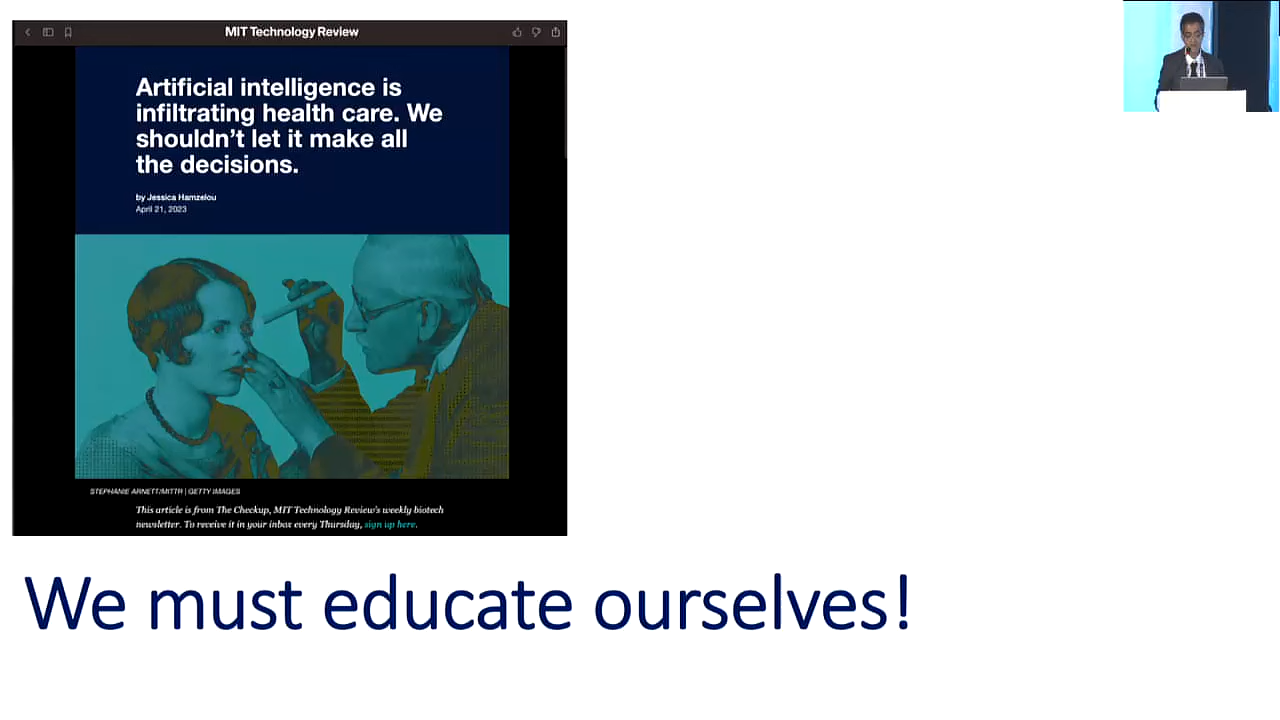 MIT Technology Review
Artificial intelligence is
infiltrating health care. We
shouldn't let it make all
the decisions.
by Jessica Hamzelou
April 21, 2023
STEPHANIE ARNETT/MITTR | GETTY IMAGES
This article is from The Checkup, MIT Technology Review's weekly biotech
newsletter. To receive it in your inbox every Thursday, sign up here.
We must educate ourselves!